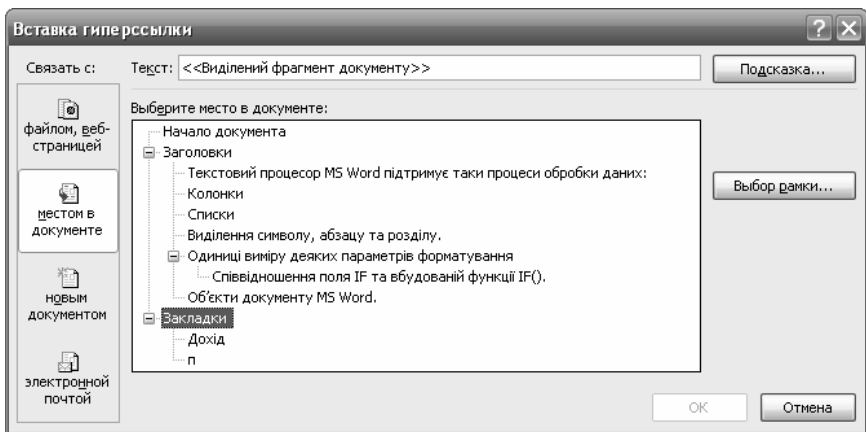 Вставка гиперссылки
Связать с:
Текст: <<Виділений фрагмент документу>>
Подсказка...
файлом, веб-
страницей
местом в
документе
новым
документом
электронной
почтой
Выберите место в документе:
Начало документа
Заголовки
Текстовий процесор MS Word підтримує таки процеси обробки даних:
Колонки
Списки
Виділення символу, абзацу та розділу.
Одиниці виміру деяких параметрів форматування
Співвідношення поля IF та вбудованій функції IF().
Об'єкти документу MS Word.
Закладки
Дохід
п
Выбор рамки...
ОК
Отмена